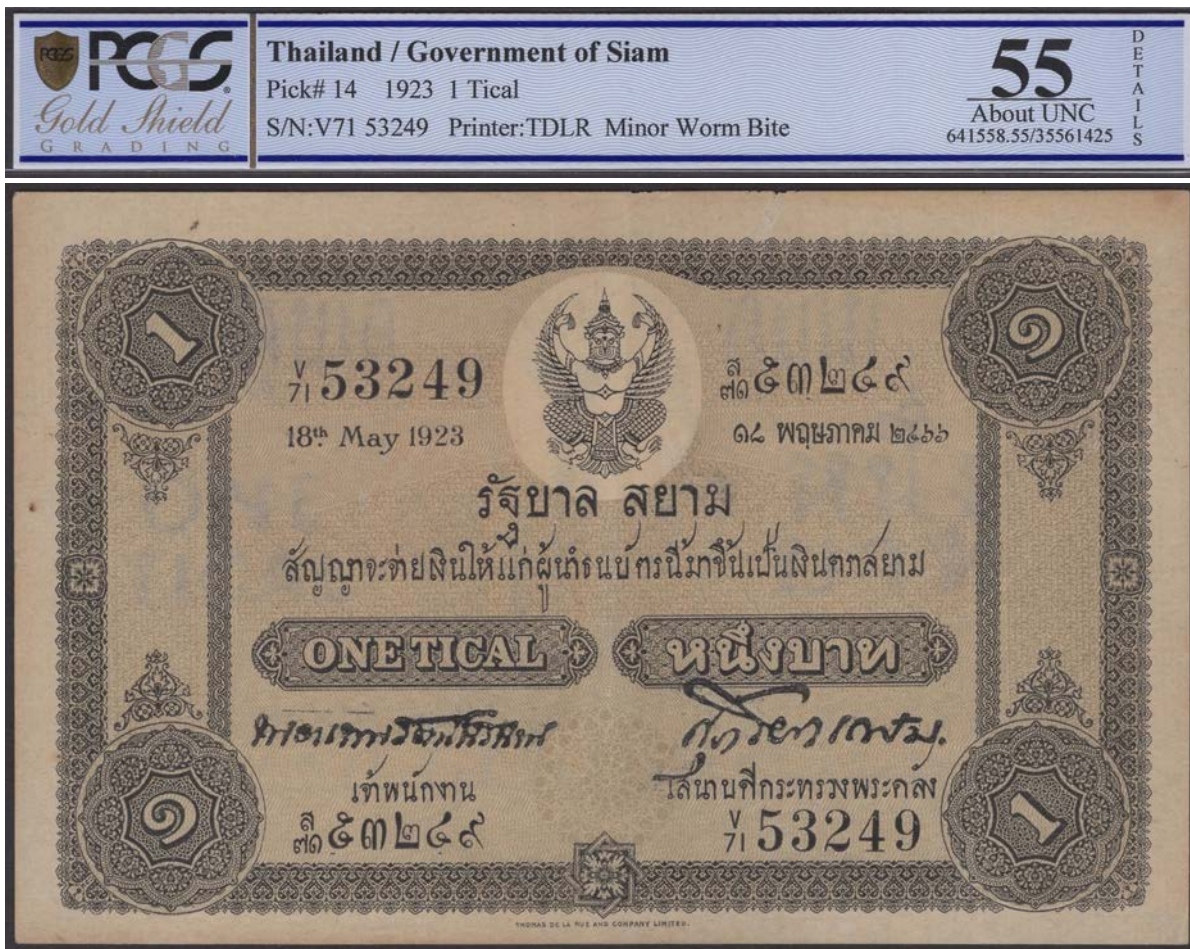 PCGS
PCGS
Gold Shield
GRADING
Thailand / Government of Siam
Pick# 14 1923 1 Tical
S/N:V71 53249 Printer:TDLR Minor Worm Bite
55
About UNC
641558.55/35561425
DETAILS
1
๑
V/71 53249
ส/๗๑ ๕๓๒๔๙
18th May 1923
๑๘ พฤษภาคม ๒๔๖๖
รัฐบาล สยาม
สัญญาจะจ่ายเงินให้แก่ผู้นำธนบัตรนี้มาขึ้นเป็นเงินตราสยาม
ONE TICAL
หนึ่งบาท
เจ้าพนักงาน
เสนาบดีกระทรวงพระคลัง
ส/๗๑ ๕๓๒๔๙
V/71 53249
๑
1
THOMAS DE LA RUE AND COMPANY LIMITED.